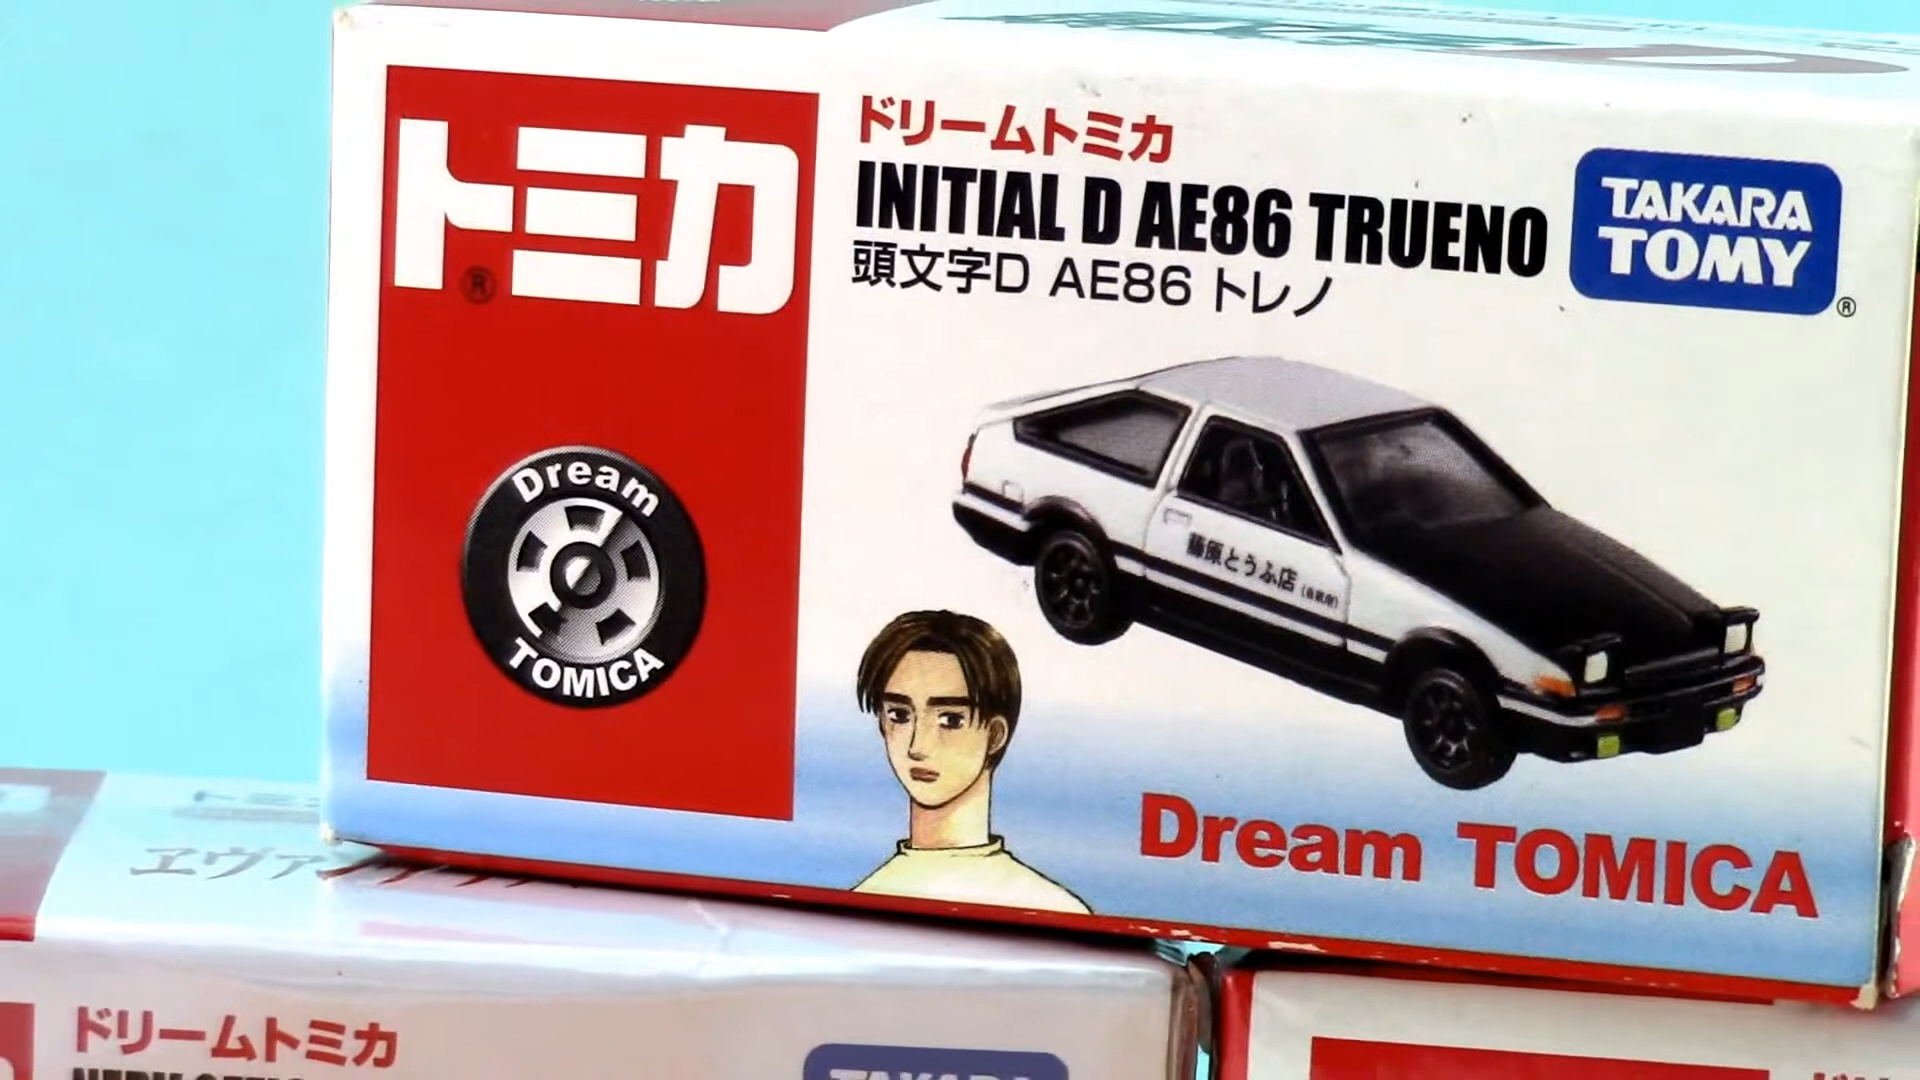 トミカ
®
Dream
TOMICA
ドリームトミカ
INITIAL D AE86 TRUENO
頭文字D AE86 トレノ
TAKARA
TOMY
®
藤原とうふ店
Dream TOMICA
ドリームトミカ
TAKARA